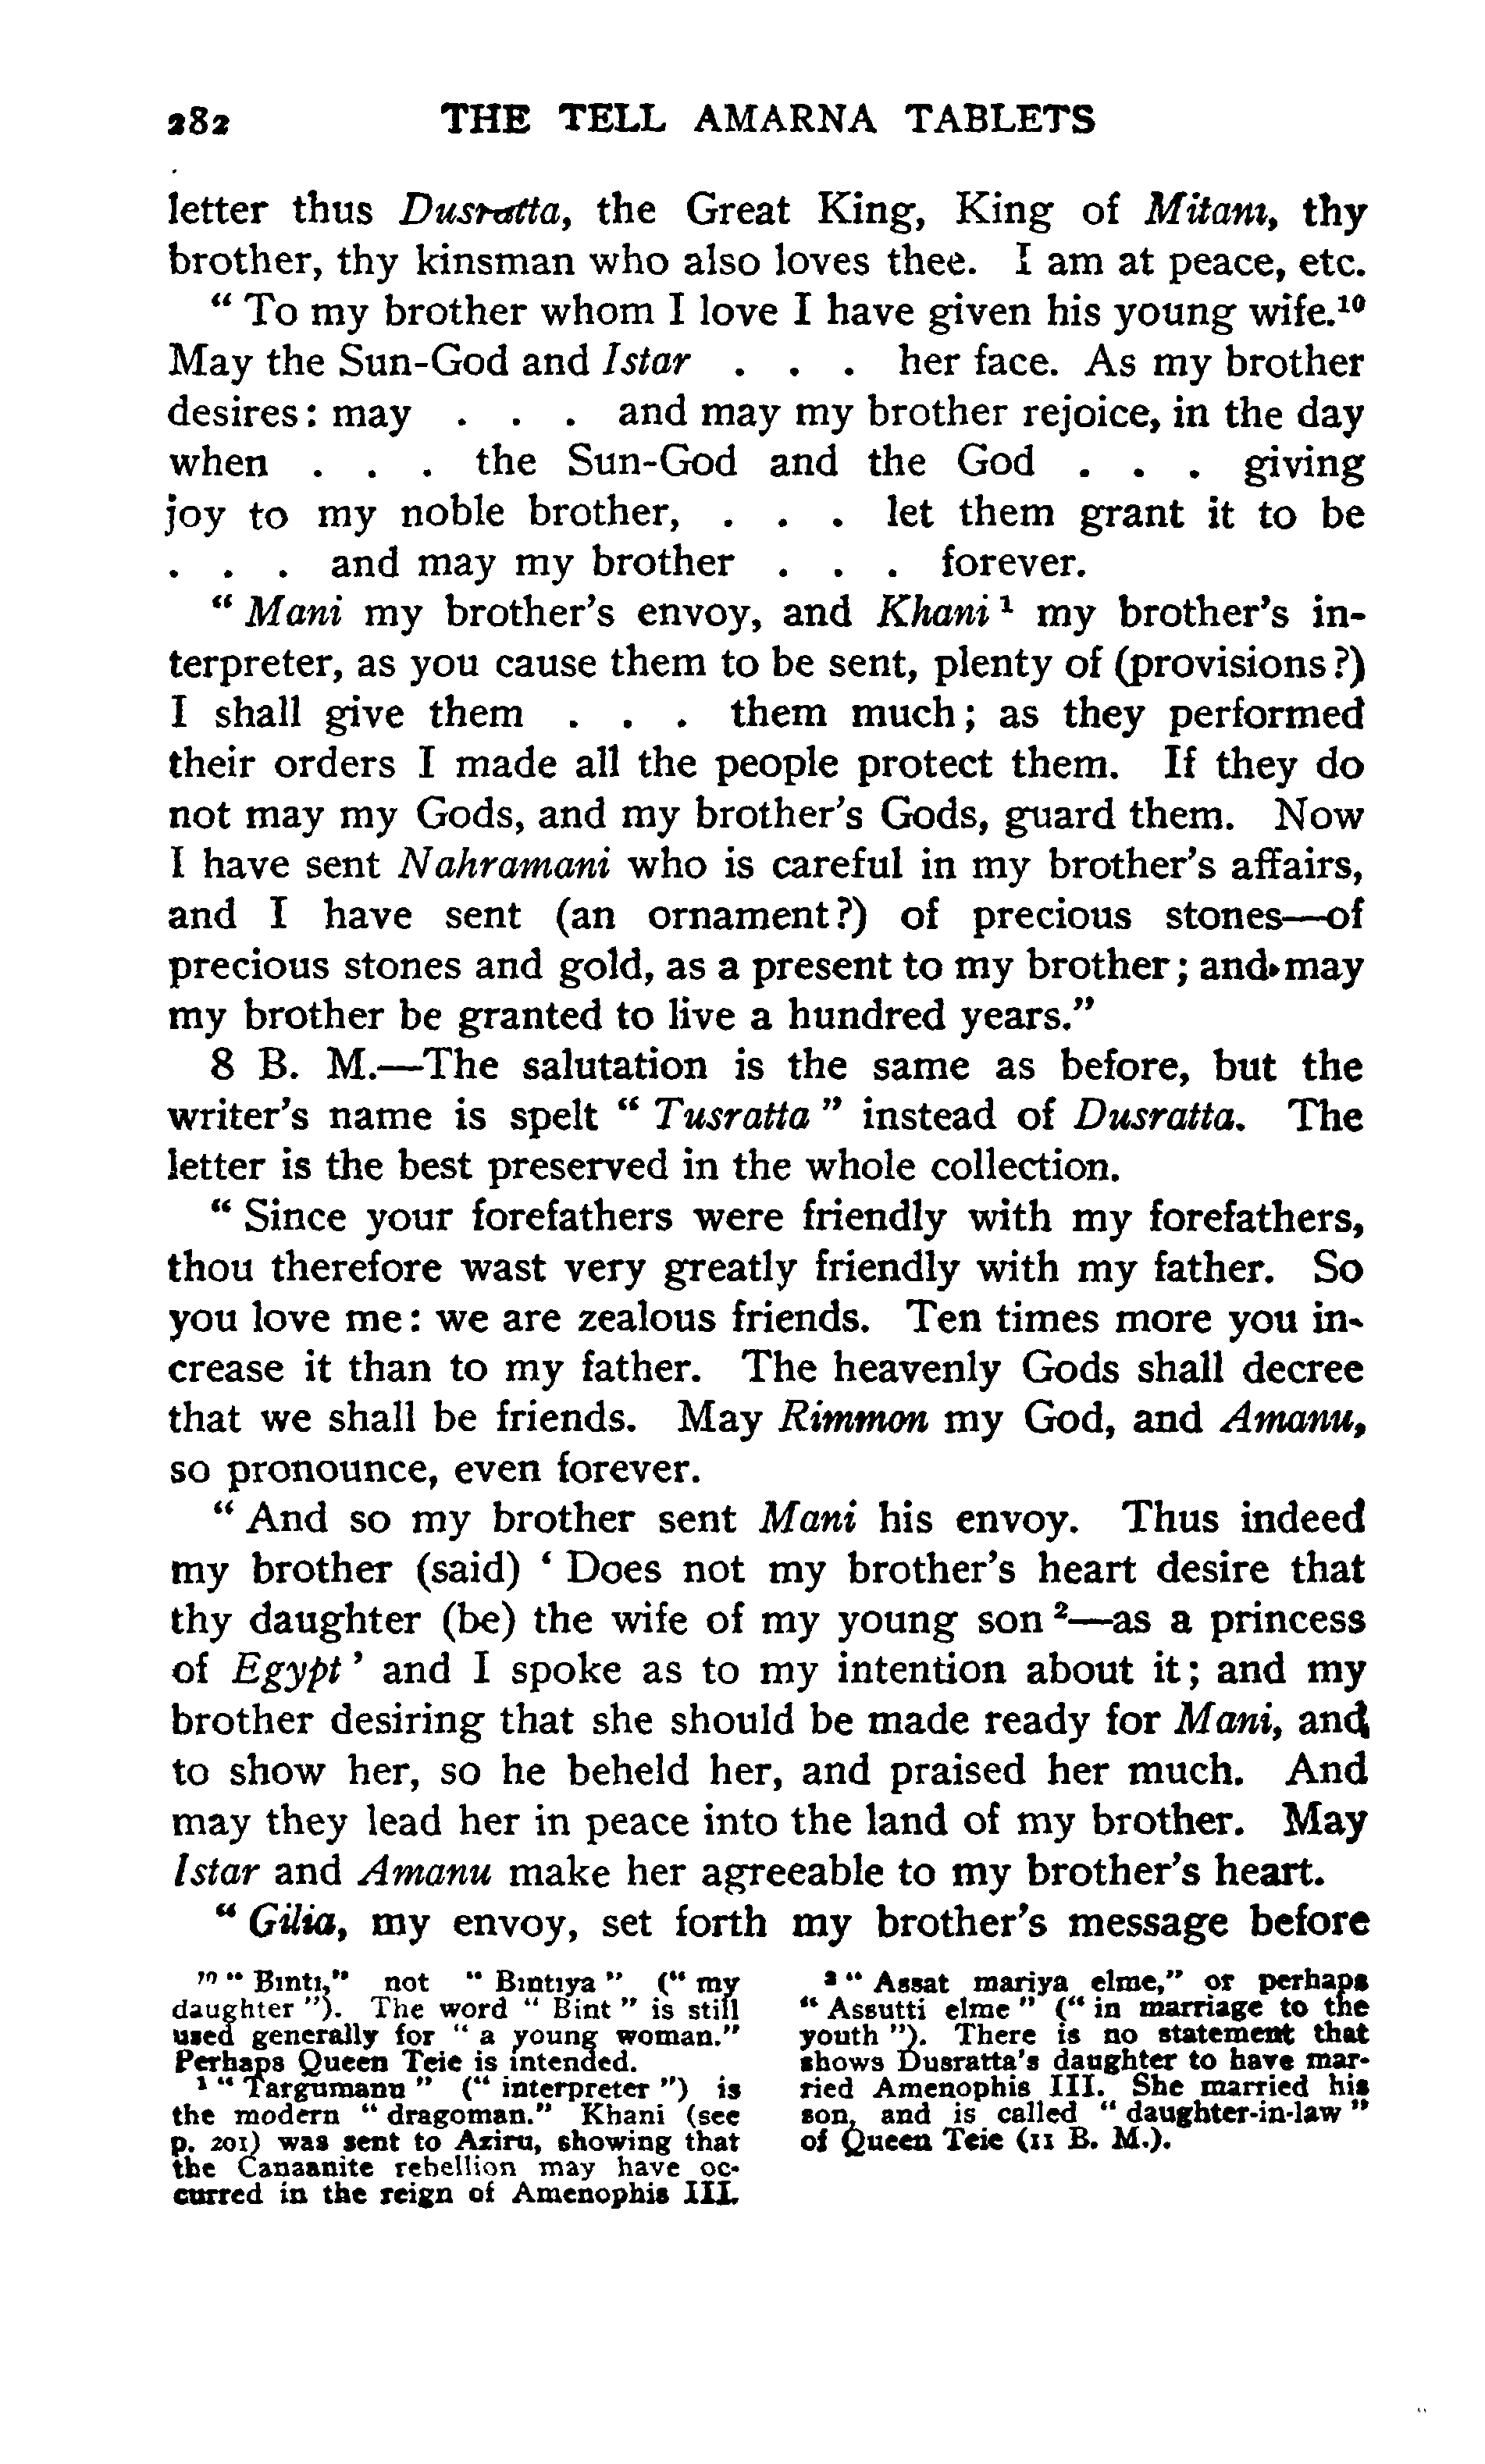 282 THE TELL AMARNA TABLETS
letter thus Dusratta, the Great King, King of Mitani, thy
brother, thy kinsman who also loves thee. I am at peace, etc.
“ To my brother whom I love I have given his young wife.¹⁰
May the Sun-God and Istar . . . her face. As my brother
desires: may . . . and may my brother rejoice, in the day
when . . . the Sun-God and the God . . . giving
joy to my noble brother, . . . let them grant it to be
. . . and may my brother . . . forever.
“ Mani my brother’s envoy, and Khani ¹ my brother’s in-
terpreter, as you cause them to be sent, plenty of (provisions?)
I shall give them . . . them much; as they performed
their orders I made all the people protect them. If they do
not may my Gods, and my brother’s Gods, guard them. Now
I have sent Nahramani who is careful in my brother’s affairs,
and I have sent (an ornament?) of precious stones—of
precious stones and gold, as a present to my brother; and may
my brother be granted to live a hundred years.”
8 B. M.—The salutation is the same as before, but the
writer’s name is spelt “ Tusratta ” instead of Dusratta. The
letter is the best preserved in the whole collection.
“ Since your forefathers were friendly with my forefathers,
thou therefore wast very greatly friendly with my father. So
you love me: we are zealous friends. Ten times more you in-
crease it than to my father. The heavenly Gods shall decree
that we shall be friends. May Rimmon my God, and Amanu,
so pronounce, even forever.
“ And so my brother sent Mani his envoy. Thus indeed
my brother (said) ‘ Does not my brother’s heart desire that
thy daughter (be) the wife of my young son ²—as a princess
of Egypt ’ and I spoke as to my intention about it; and my
brother desiring that she should be made ready for Mani, and
to show her, so he beheld her, and praised her much. And
may they lead her in peace into the land of my brother. May
Istar and Amanu make her agreeable to my brother’s heart.
“ Gilia, my envoy, set forth my brother’s message before
¹⁰ “ Binti,” not “ Bintiya ” (“ my
daughter ”). The word “ Bint ” is still
used generally for “ a young woman.”
Perhaps Queen Teie is intended.
¹ “ Targumanu ” (“ interpreter ”) is
the modern “ dragoman.” Khani (see
p. 201) was sent to Aziru, showing that
the Canaanite rebellion may have oc-
curred in the reign of Amenophis III.
² “ Assat mariya elme,” or perhaps
“ Assutti elme ” (“ in marriage to the
youth ”). There is no statement that
shows Dusratta’s daughter to have mar-
ried Amenophis III. She married his
son, and is called “ daughter-in-law ”
of Queen Teie (11 B. M.).